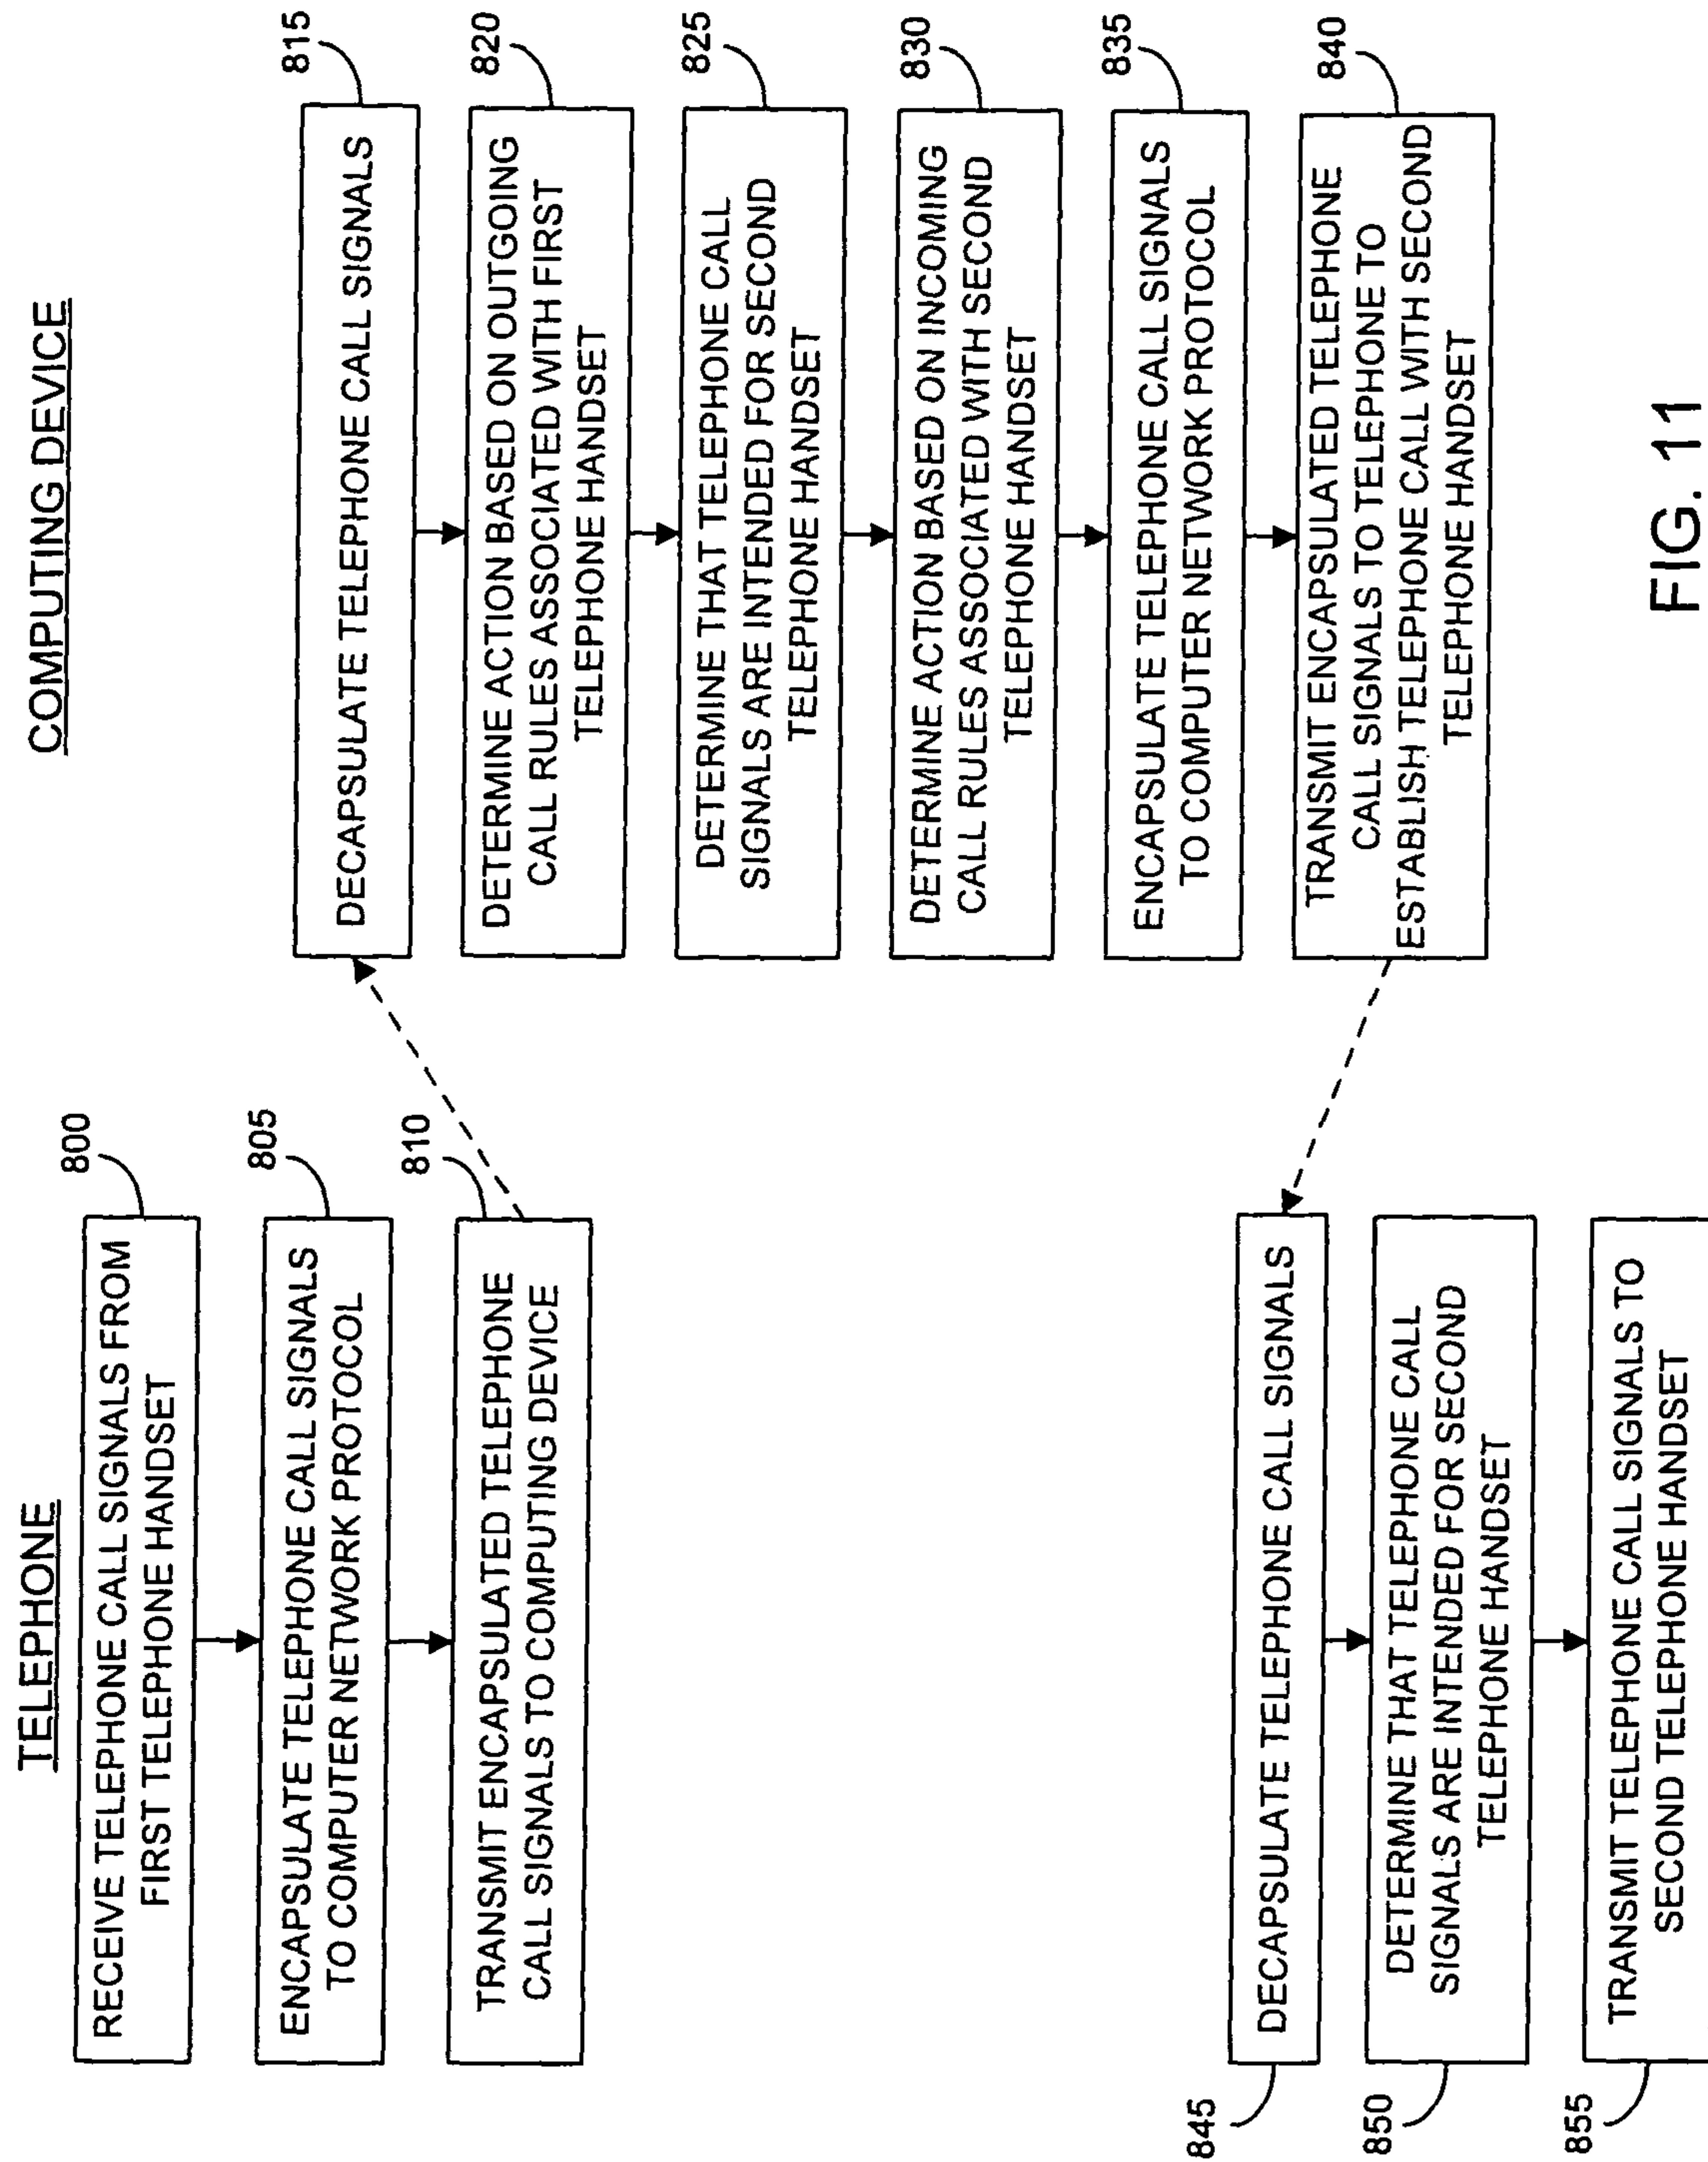 TELEPHONE
800
RECEIVE TELEPHONE CALL SIGNALS FROM
FIRST TELEPHONE HANDSET
805
ENCAPSULATE TELEPHONE CALL SIGNALS
TO COMPUTER NETWORK PROTOCOL
810
TRANSMIT ENCAPSULATED TELEPHONE
CALL SIGNALS TO COMPUTING DEVICE
COMPUTING DEVICE
815
DECAPSULATE TELEPHONE CALL SIGNALS
820
DETERMINE ACTION BASED ON OUTGOING
CALL RULES ASSOCIATED WITH FIRST
TELEPHONE HANDSET
825
DETERMINE THAT TELEPHONE CALL
SIGNALS ARE INTENDED FOR SECOND
TELEPHONE HANDSET
830
DETERMINE ACTION BASED ON INCOMING
CALL RULES ASSOCIATED WITH SECOND
TELEPHONE HANDSET
835
ENCAPSULATE TELEPHONE CALL SIGNALS
TO COMPUTER NETWORK PROTOCOL
840
TRANSMIT ENCAPSULATED TELEPHONE
CALL SIGNALS TO TELEPHONE TO
ESTABLISH TELEPHONE CALL WITH SECOND
TELEPHONE HANDSET
845
DECAPSULATE TELEPHONE CALL SIGNALS
850
DETERMINE THAT TELEPHONE CALL
SIGNALS ARE INTENDED FOR SECOND
TELEPHONE HANDSET
855
TRANSMIT TELEPHONE CALL SIGNALS TO
SECOND TELEPHONE HANDSET
FIG. 11